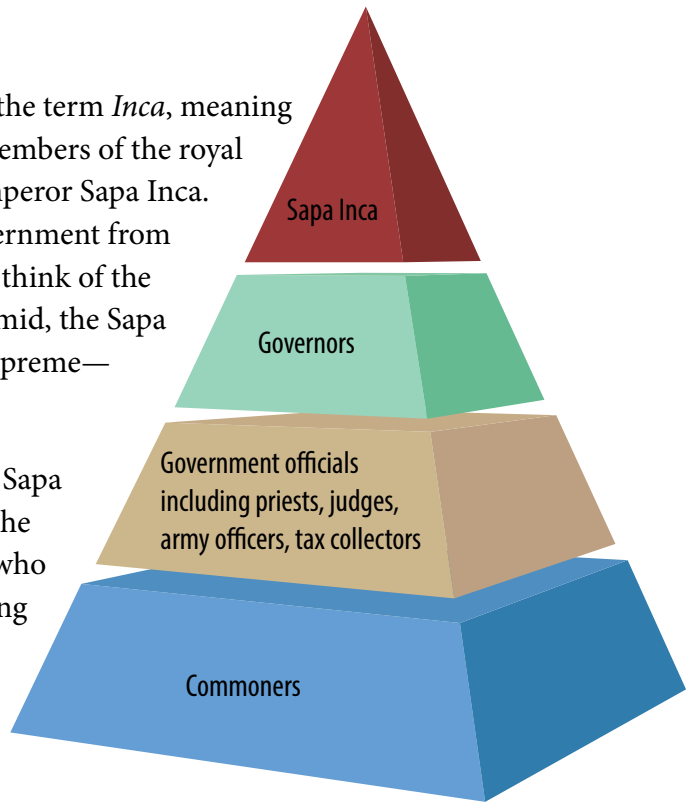 the term Inca, meaning
embers of the royal
peror Sapa Inca.
ernment from
think of the
mid, the Sapa
preme—
Sapa
he
who
ng
Sapa Inca
Governors
Government officials
including priests, judges,
army officers, tax collectors
Commoners